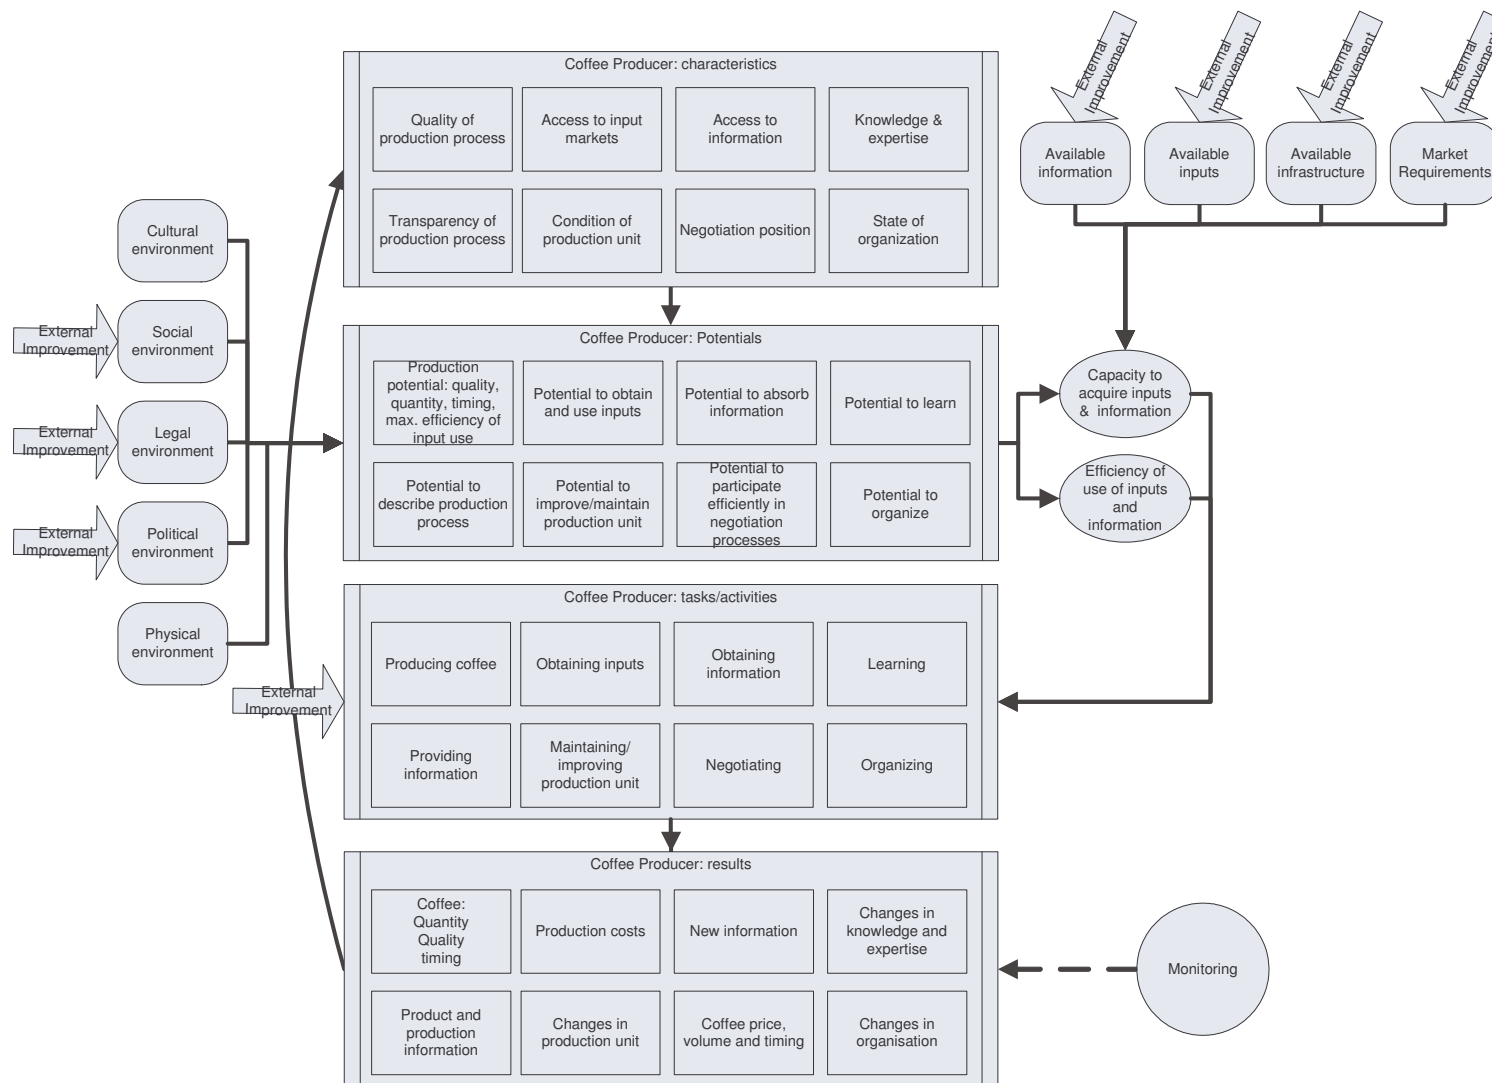 Coffee Producer: characteristics
Quality of
production process
Access to input
markets
Access to
information
Knowledge &
expertise
Transparency of
production process
Condition of
production unit
Negotiation position
State of
organization
External
Improvement
External
Improvement
External
Improvement
External
Improvement
Available
information
Available
inputs
Available
infrastructure
Market
Requirements
Cultural
environment
External
Improvement
Social
environment
External
Improvement
Legal
environment
External
Improvement
Political
environment
Physical
environment
Coffee Producer: Potentials
Production
potential: quality,
quantity, timing,
max. efficiency of
input use
Potential to obtain
and use inputs
Potential to absorb
information
Potential to learn
Potential to
describe production
process
Potential to
improve/maintain
production unit
Potential to
participate
efficiently in
negotiation
processes
Potential to
organize
Capacity to
acquire inputs
& information
Efficiency of
use of inputs
and
information
External
Improvement
Coffee Producer: tasks/activities
Producing coffee
Obtaining inputs
Obtaining
information
Learning
Providing
information
Maintaining/
improving
production unit
Negotiating
Organizing
Coffee Producer: results
Coffee:
Quantity
Quality
timing
Production costs
New information
Changes in
knowledge and
expertise
Product and
production
information
Changes in
production unit
Coffee price,
volume and timing
Changes in
organisation
Monitoring